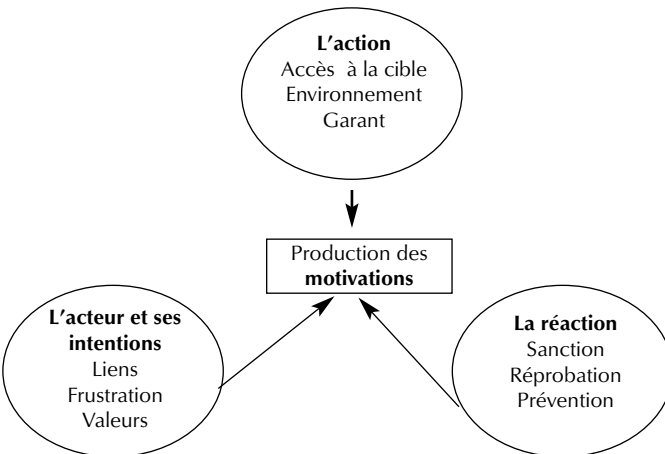 L'action
Accès à la cible
Environnement
Garant
Production des
motivations
L'acteur et ses
intentions
Liens
Frustration
Valeurs
La réaction
Sanction
Réprobation
Prévention